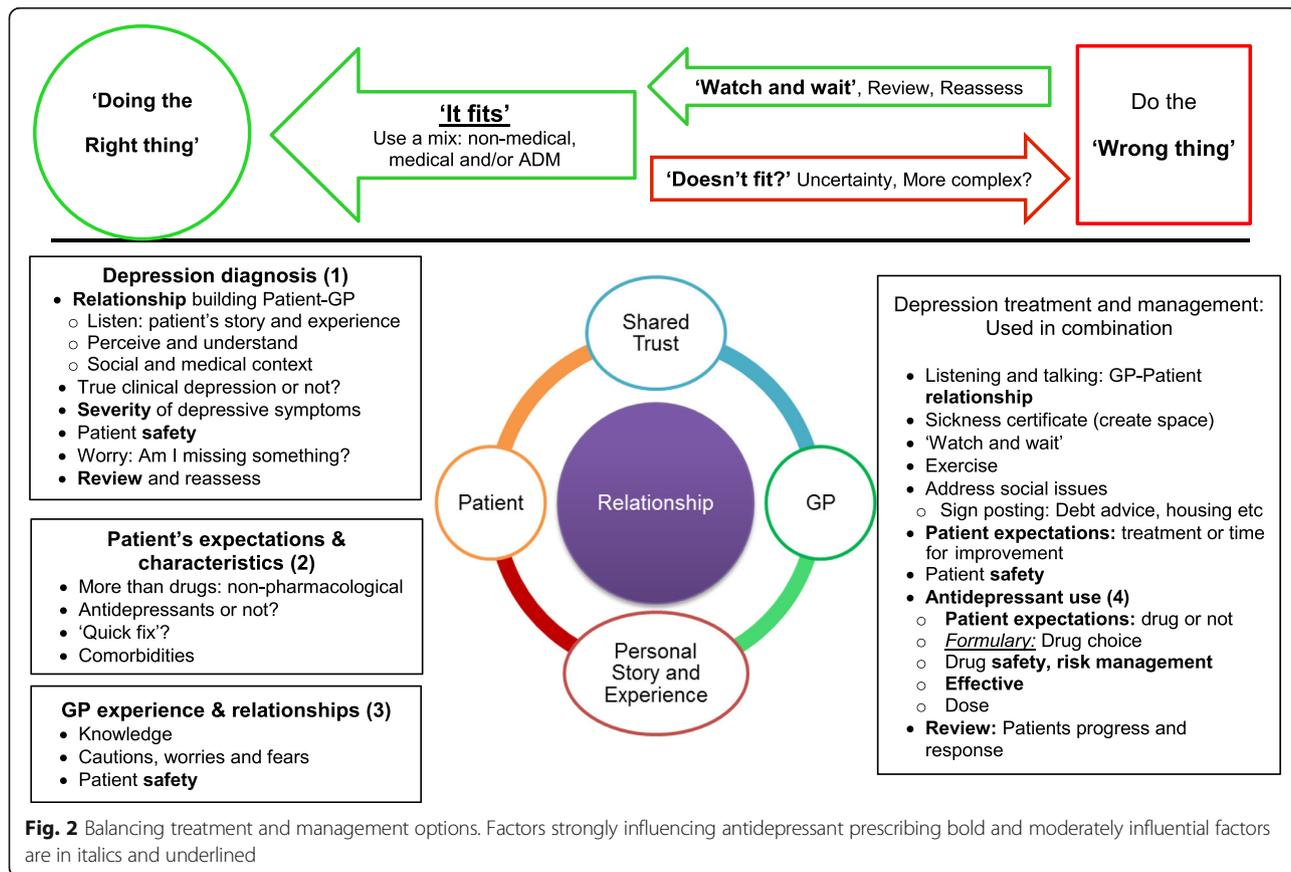 ‘Doing the
Right thing’
‘It fits’
Use a mix: non-medical,
medical and/or ADM
‘Watch and wait’, Review, Reassess
‘Doesn’t fit?’ Uncertainty, More complex?
Do the
‘Wrong thing’
Depression diagnosis (1)
• Relationship building Patient-GP
o Listen: patient’s story and experience
o Perceive and understand
o Social and medical context
• True clinical depression or not?
• Severity of depressive symptoms
• Patient safety
• Worry: Am I missing something?
• Review and reassess
Patient’s expectations &
characteristics (2)
• More than drugs: non-pharmacological
• Antidepressants or not?
• ‘Quick fix’?
• Comorbidities
GP experience & relationships (3)
• Knowledge
• Cautions, worries and fears
• Patient safety
Shared
Trust
Patient
Relationship
GP
Personal
Story and
Experience
Depression treatment and management:
Used in combination
• Listening and talking: GP-Patient
relationship
• Sickness certificate (create space)
• ‘Watch and wait’
• Exercise
• Address social issues
o Sign posting: Debt advice, housing etc
• Patient expectations: treatment or time
for improvement
• Patient safety
• Antidepressant use (4)
o Patient expectations: drug or not
o Formulary: Drug choice
o Drug safety, risk management
o Effective
o Dose
• Review: Patients progress and
response
Fig. 2 Balancing treatment and management options. Factors strongly influencing antidepressant prescribing bold and moderately influential factors
are in italics and underlined